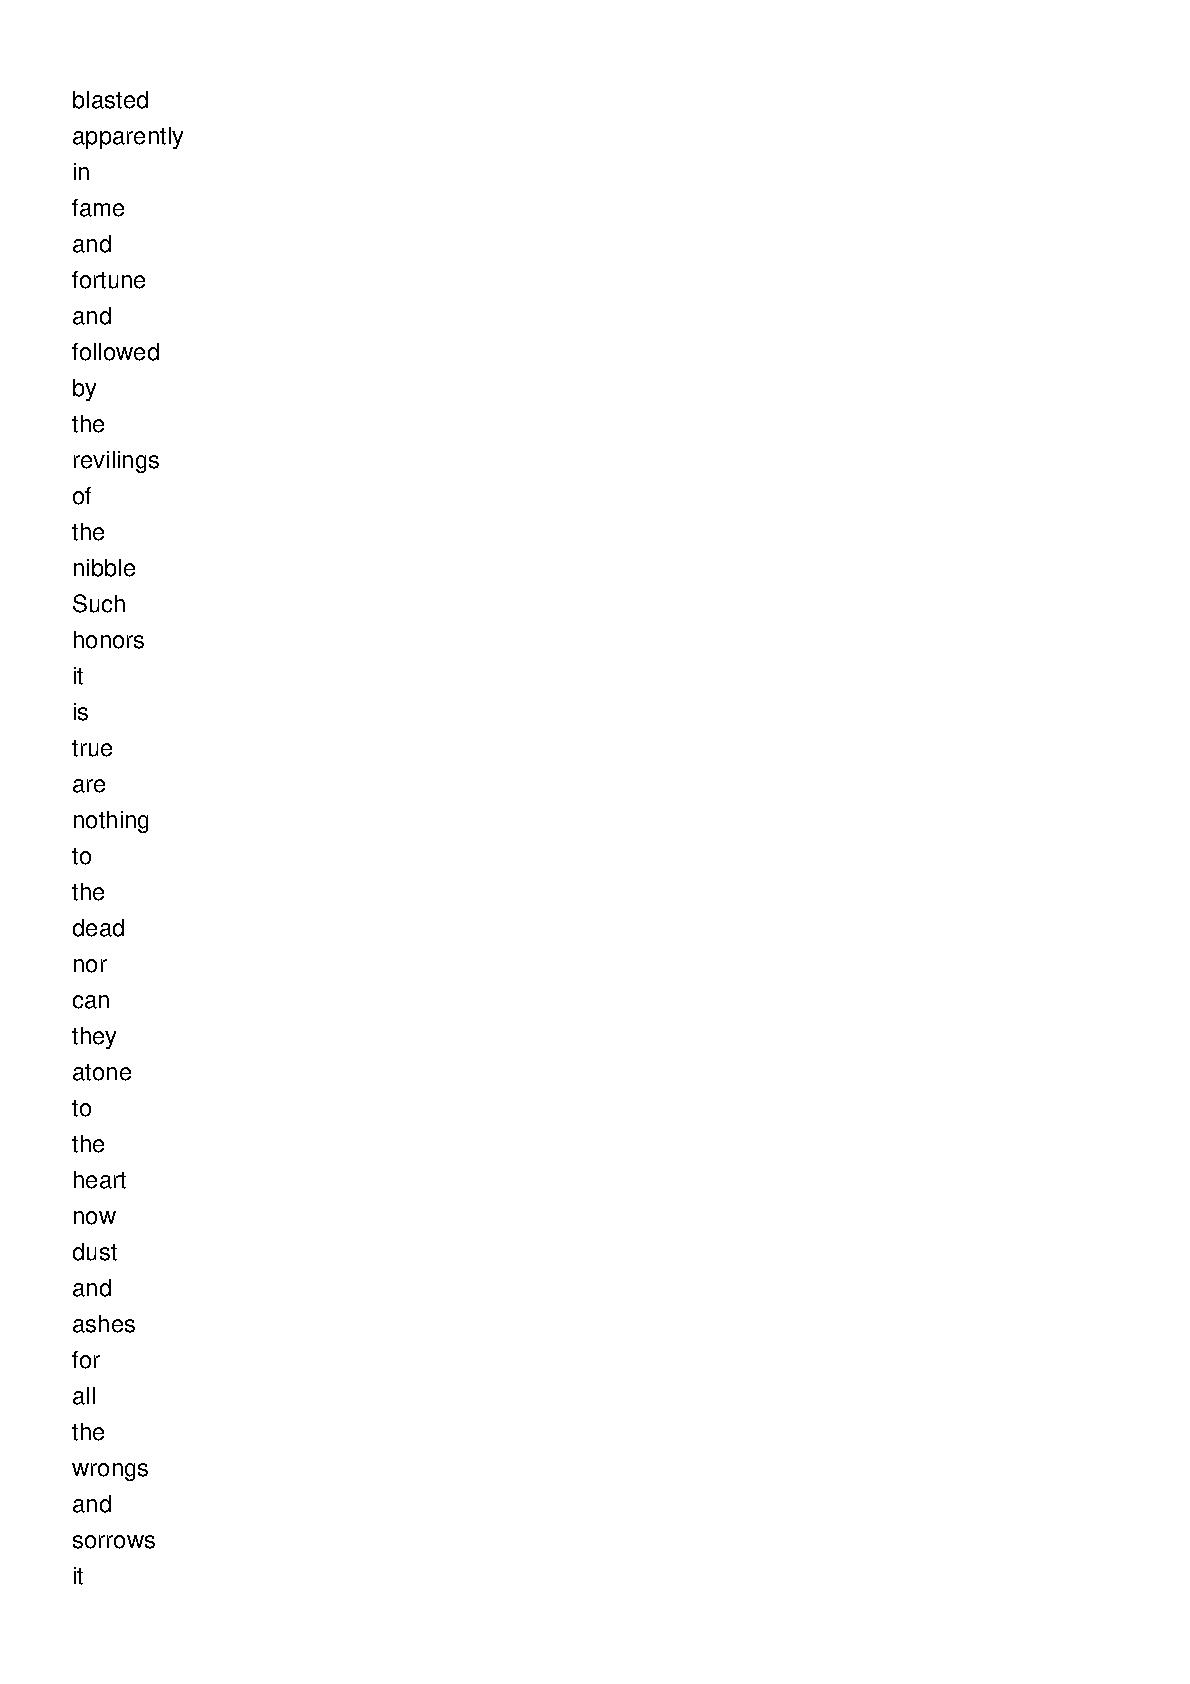 blasted
apparently
in
fame
and
fortune
and
followed
by
the
revilings
of
the
nibble
Such
honors
it
is
true
are
nothing
to
the
dead
nor
can
they
atone
to
the
heart
now
dust
and
ashes
for
all
the
wrongs
and
sorrows
it